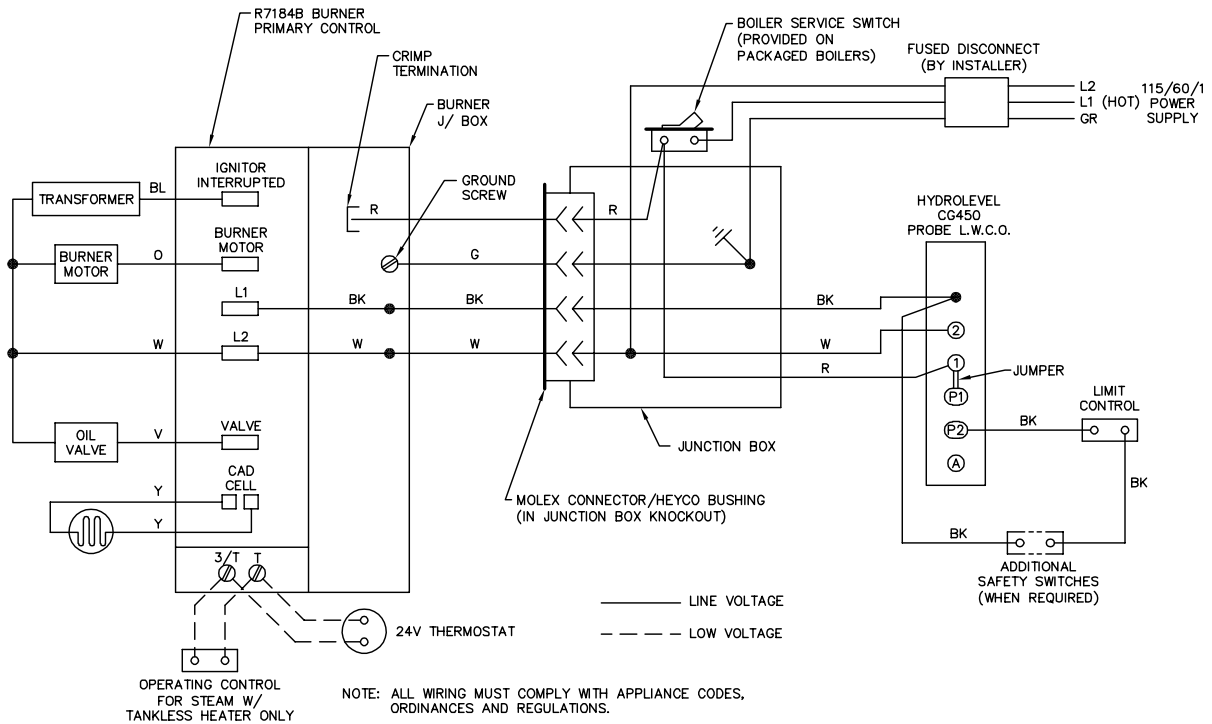 R7184B BURNER
PRIMARY CONTROL
CRIMP
TERMINATION
BURNER
J/ BOX
BOILER SERVICE SWITCH
(PROVIDED ON
PACKAGED BOILERS)
FUSED DISCONNECT
(BY INSTALLER)
L2
L1 (HOT)
GR
115/60/1
POWER
SUPPLY
IGNITOR
INTERRUPTED
TRANSFORMER
BL
GROUND
SCREW
R
R
HYDROLEVEL
CG450
PROBE L.W.C.O.
BURNER
MOTOR
O
BURNER
MOTOR
G
L1
BK
BK
BK
2
W
L2
W
W
W
R
1
JUMPER
P1
LIMIT
CONTROL
OIL
VALVE
V
VALVE
P2
BK
JUNCTION BOX
CAD
CELL
A
BK
Y
Y
MOLEX CONNECTOR/HEYCO BUSHING
(IN JUNCTION BOX KNOCKOUT)
BK
3/T
T
ADDITIONAL
SAFETY SWITCHES
(WHEN REQUIRED)
LINE VOLTAGE
24V THERMOSTAT
LOW VOLTAGE
OPERATING CONTROL
FOR STEAM W/
TANKLESS HEATER ONLY
NOTE: ALL WIRING MUST COMPLY WITH APPLIANCE CODES,
ORDINANCES AND REGULATIONS.